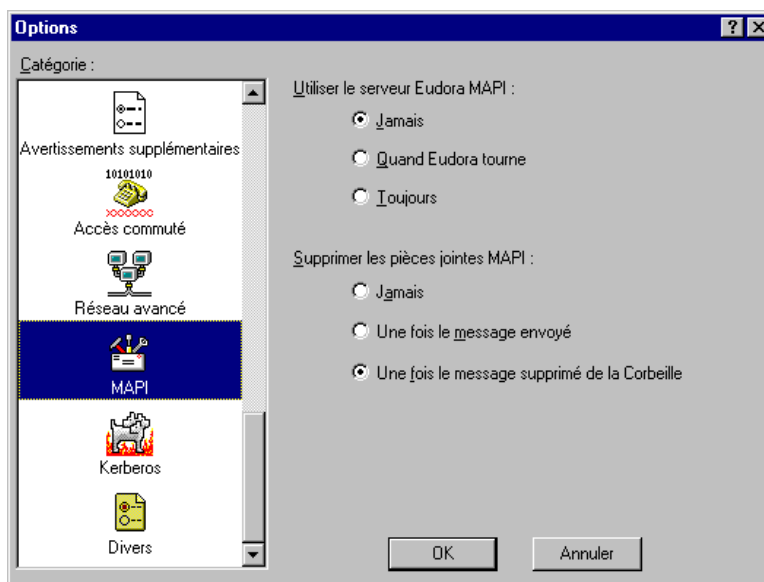 Options
Catégorie :
Avertissements supplémentaires
10101010
Accès commuté
Réseau avancé
MAPI
Kerberos
Divers
Utiliser le serveur Eudora MAPI :
Jamais
Quand Eudora tourne
Toujours
Supprimer les pièces jointes MAPI :
Jamais
Une fois le message envoyé
Une fois le message supprimé de la Corbeille
OK
Annuler